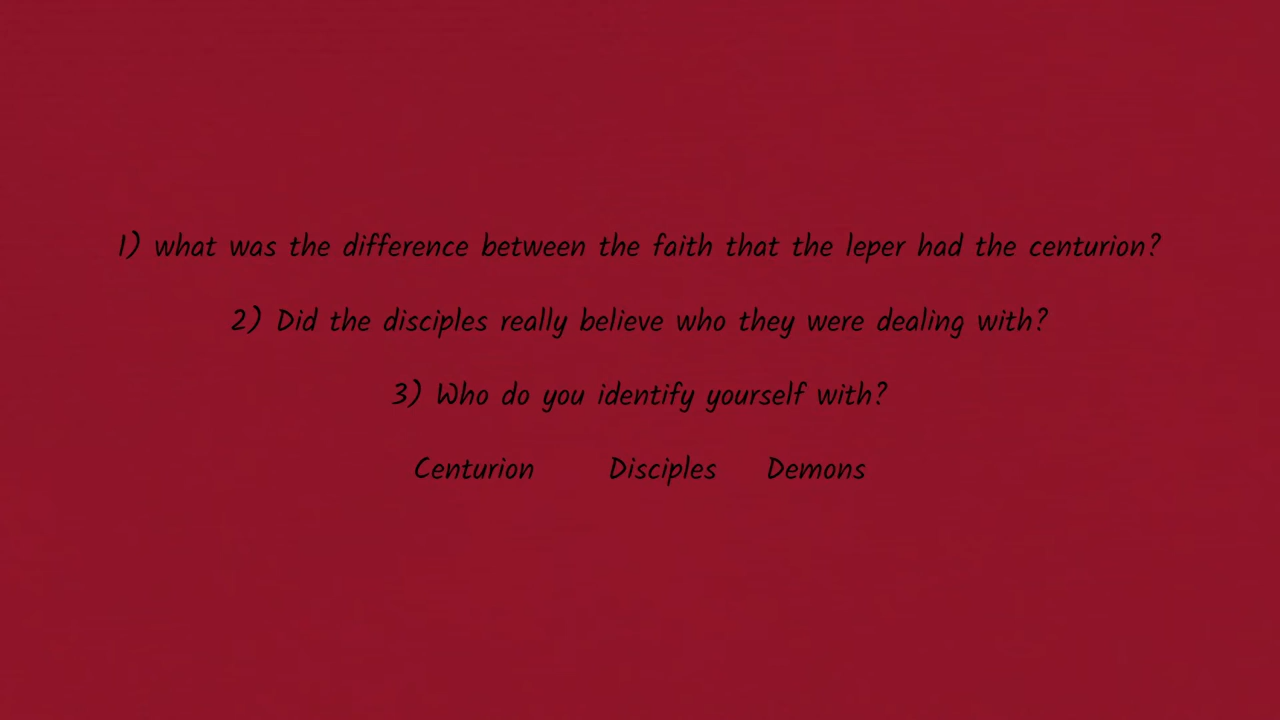 1) what was the difference between the faith that the leper had the centurion?
2) Did the disciples really believe who they were dealing with?
3) Who do you identify yourself with?
Centurion Disciples Demons